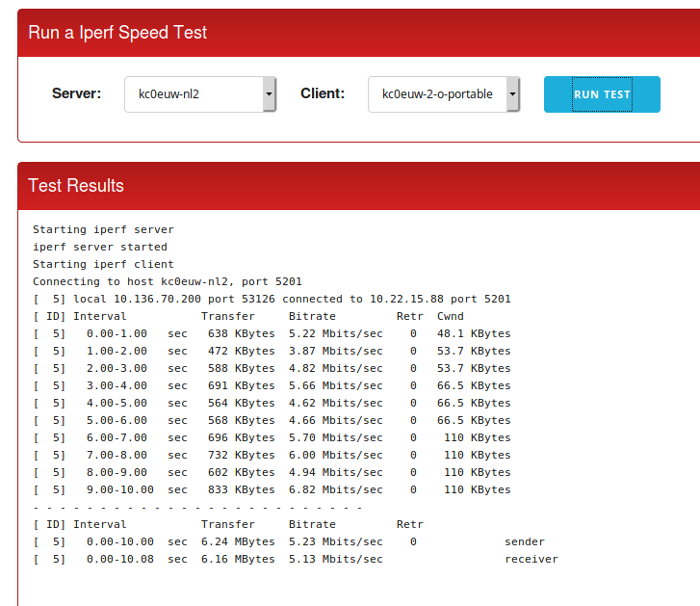 Run a Iperf Speed Test
Server: kc0euw-nl2 Client: kc0euw-2-o-portable RUN TEST
Test Results
Starting iperf server
iperf server started
Starting iperf client
Connecting to host kc0euw-nl2, port 5201
[  5] local 10.136.70.200 port 53126 connected to 10.22.15.88 port 5201
[ ID] Interval           Transfer     Bitrate         Retr  Cwnd
[  5]   0.00-1.00   sec   638 KBytes  5.22 Mbits/sec    0   48.1 KBytes
[  5]   1.00-2.00   sec   472 KBytes  3.87 Mbits/sec    0   53.7 KBytes
[  5]   2.00-3.00   sec   588 KBytes  4.82 Mbits/sec    0   53.7 KBytes
[  5]   3.00-4.00   sec   691 KBytes  5.66 Mbits/sec    0   66.5 KBytes
[  5]   4.00-5.00   sec   564 KBytes  4.62 Mbits/sec    0   66.5 KBytes
[  5]   5.00-6.00   sec   568 KBytes  4.66 Mbits/sec    0   66.5 KBytes
[  5]   6.00-7.00   sec   696 KBytes  5.70 Mbits/sec    0    110 KBytes
[  5]   7.00-8.00   sec   732 KBytes  6.00 Mbits/sec    0    110 KBytes
[  5]   8.00-9.00   sec   602 KBytes  4.94 Mbits/sec    0    110 KBytes
[  5]   9.00-10.00  sec   833 KBytes  6.82 Mbits/sec    0    110 KBytes
- - - - - - - - - - - - - - - - - - - - - - - - -
[ ID] Interval           Transfer     Bitrate         Retr
[  5]   0.00-10.00  sec  6.24 MBytes  5.23 Mbits/sec    0             sender
[  5]   0.00-10.08  sec  6.16 MBytes  5.13 Mbits/sec                  receiver